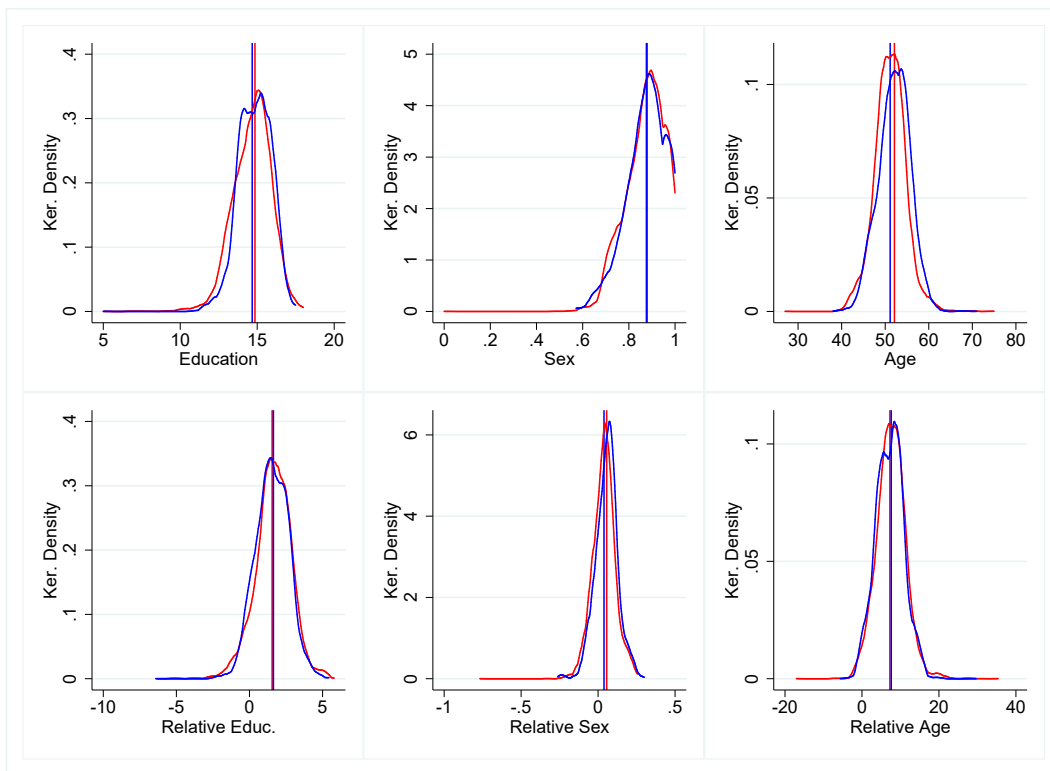 Ker. Density
0 .1 .2 .3 .4
5 10 15 20
Education
Ker. Density
0 1 2 3 4 5
0 .2 .4 .6 .8 1
Sex
Ker. Density
0 .05 .1
30 40 50 60 70 80
Age
Ker. Density
0 .1 .2 .3 .4
-10 -5 0 5
Relative Educ.
Ker. Density
0 2 4 6
-1 -.5 0 .5
Relative Sex
Ker. Density
0 .05 .1
-20 0 20 40
Relative Age